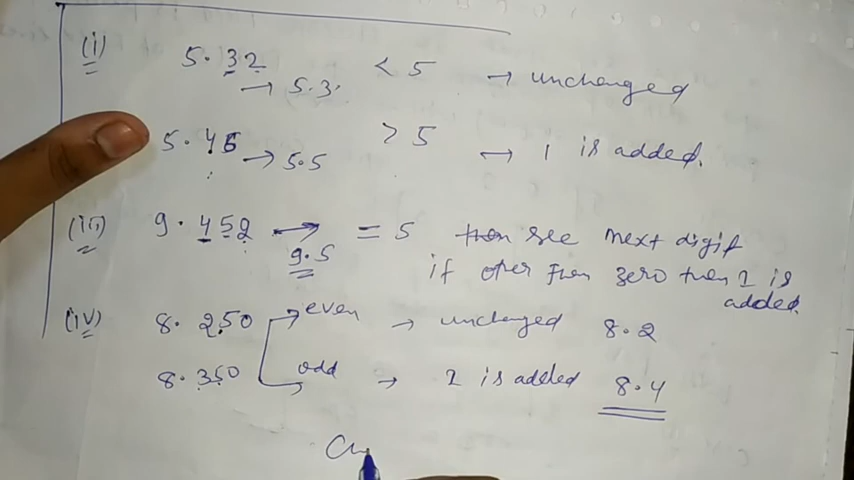 (i) 5.32 → 5.3. < 5 → unchanged
5.46 → 5.5 > 5 → 1 is added.
(iii) 9.452 → 9.5 = 5 see next digit
if other than zero then 1 is
added.
(iv) 8.250 → even → unchanged 8.2
8.350 → odd → 1 is added 8.4